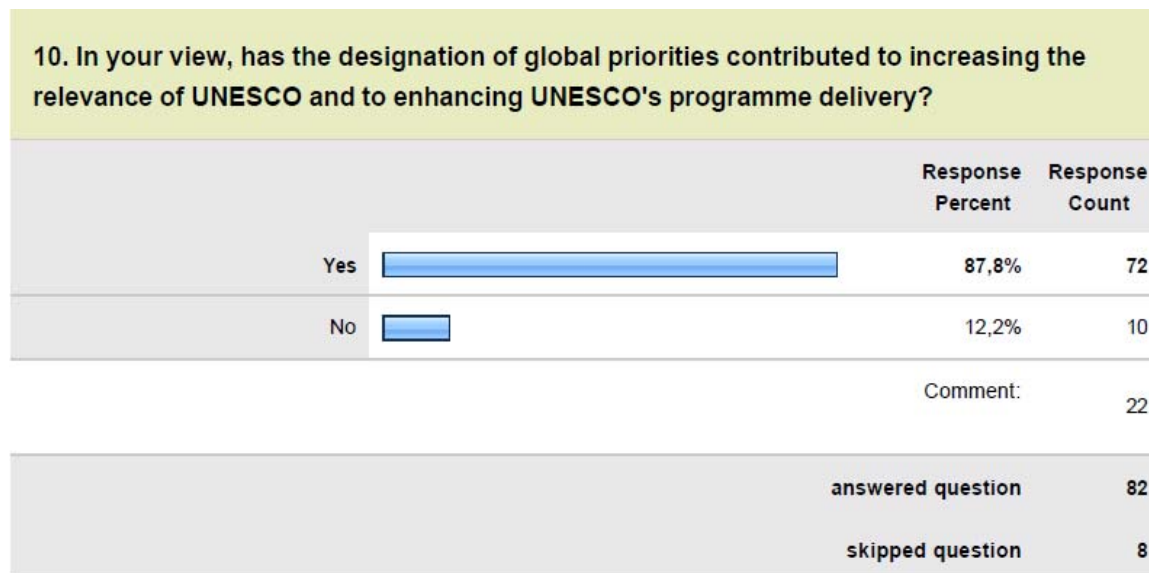 10. In your view, has the designation of global priorities contributed to increasing the
relevance of UNESCO and to enhancing UNESCO's programme delivery?
Response Percent Response Count
Yes 87,8% 72
No 12,2% 10
Comment: 22
answered question 82
skipped question 8